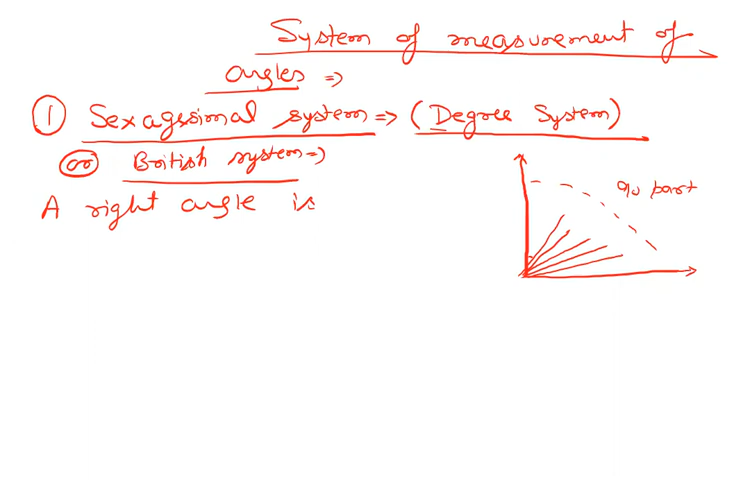 System of measurement of
angles ⇒
① Sexagesimal system ⇒ (Degree System)
(or) British system ⇒
A right angle is
90 part